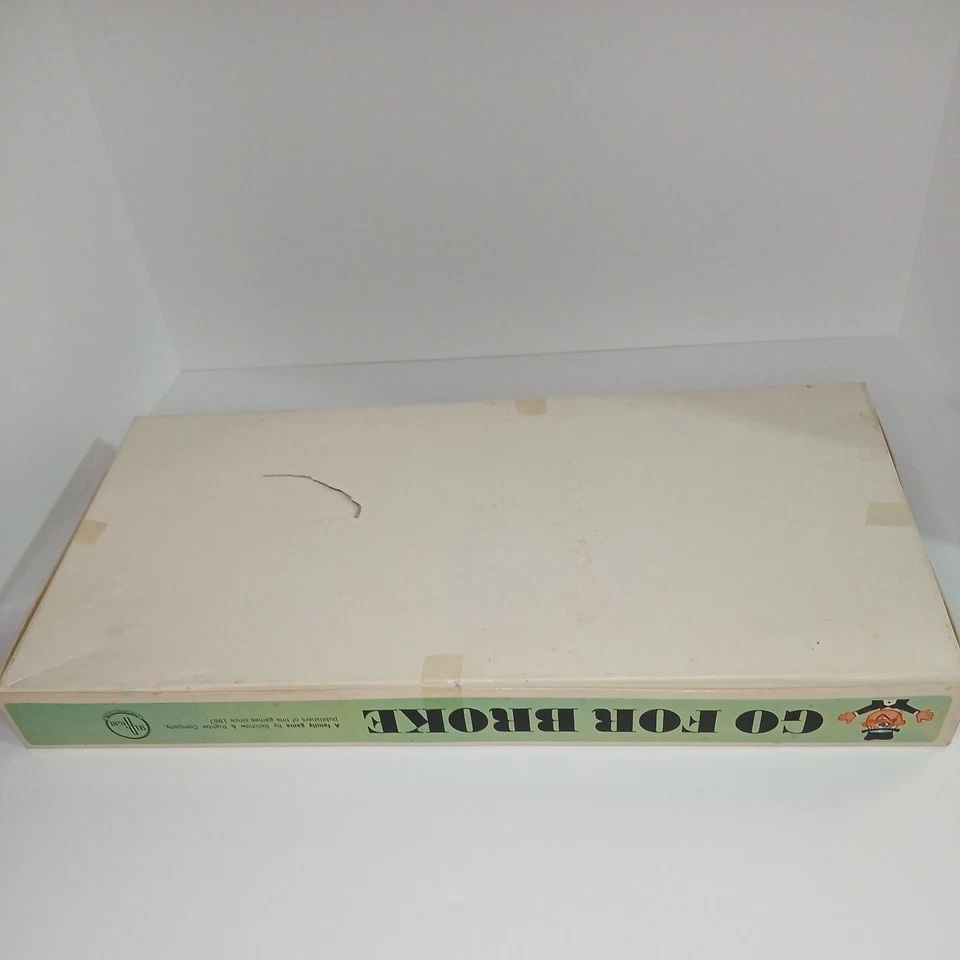 GO FOR BROKE
A family game by Selchow & Righter Company,
publishers of fine games since 1867